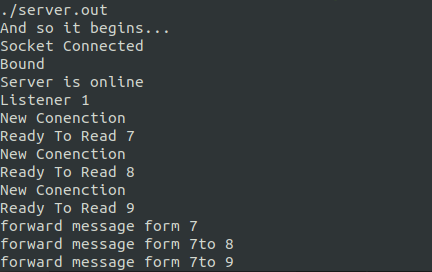 ./server.out
And so it begins...
Socket Connected
Bound
Server is online
Listener 1
New Conenction
Ready To Read 7
New Conenction
Ready To Read 8
New Conenction
Ready To Read 9
forward message form 7
forward message form 7to 8
forward message form 7to 9